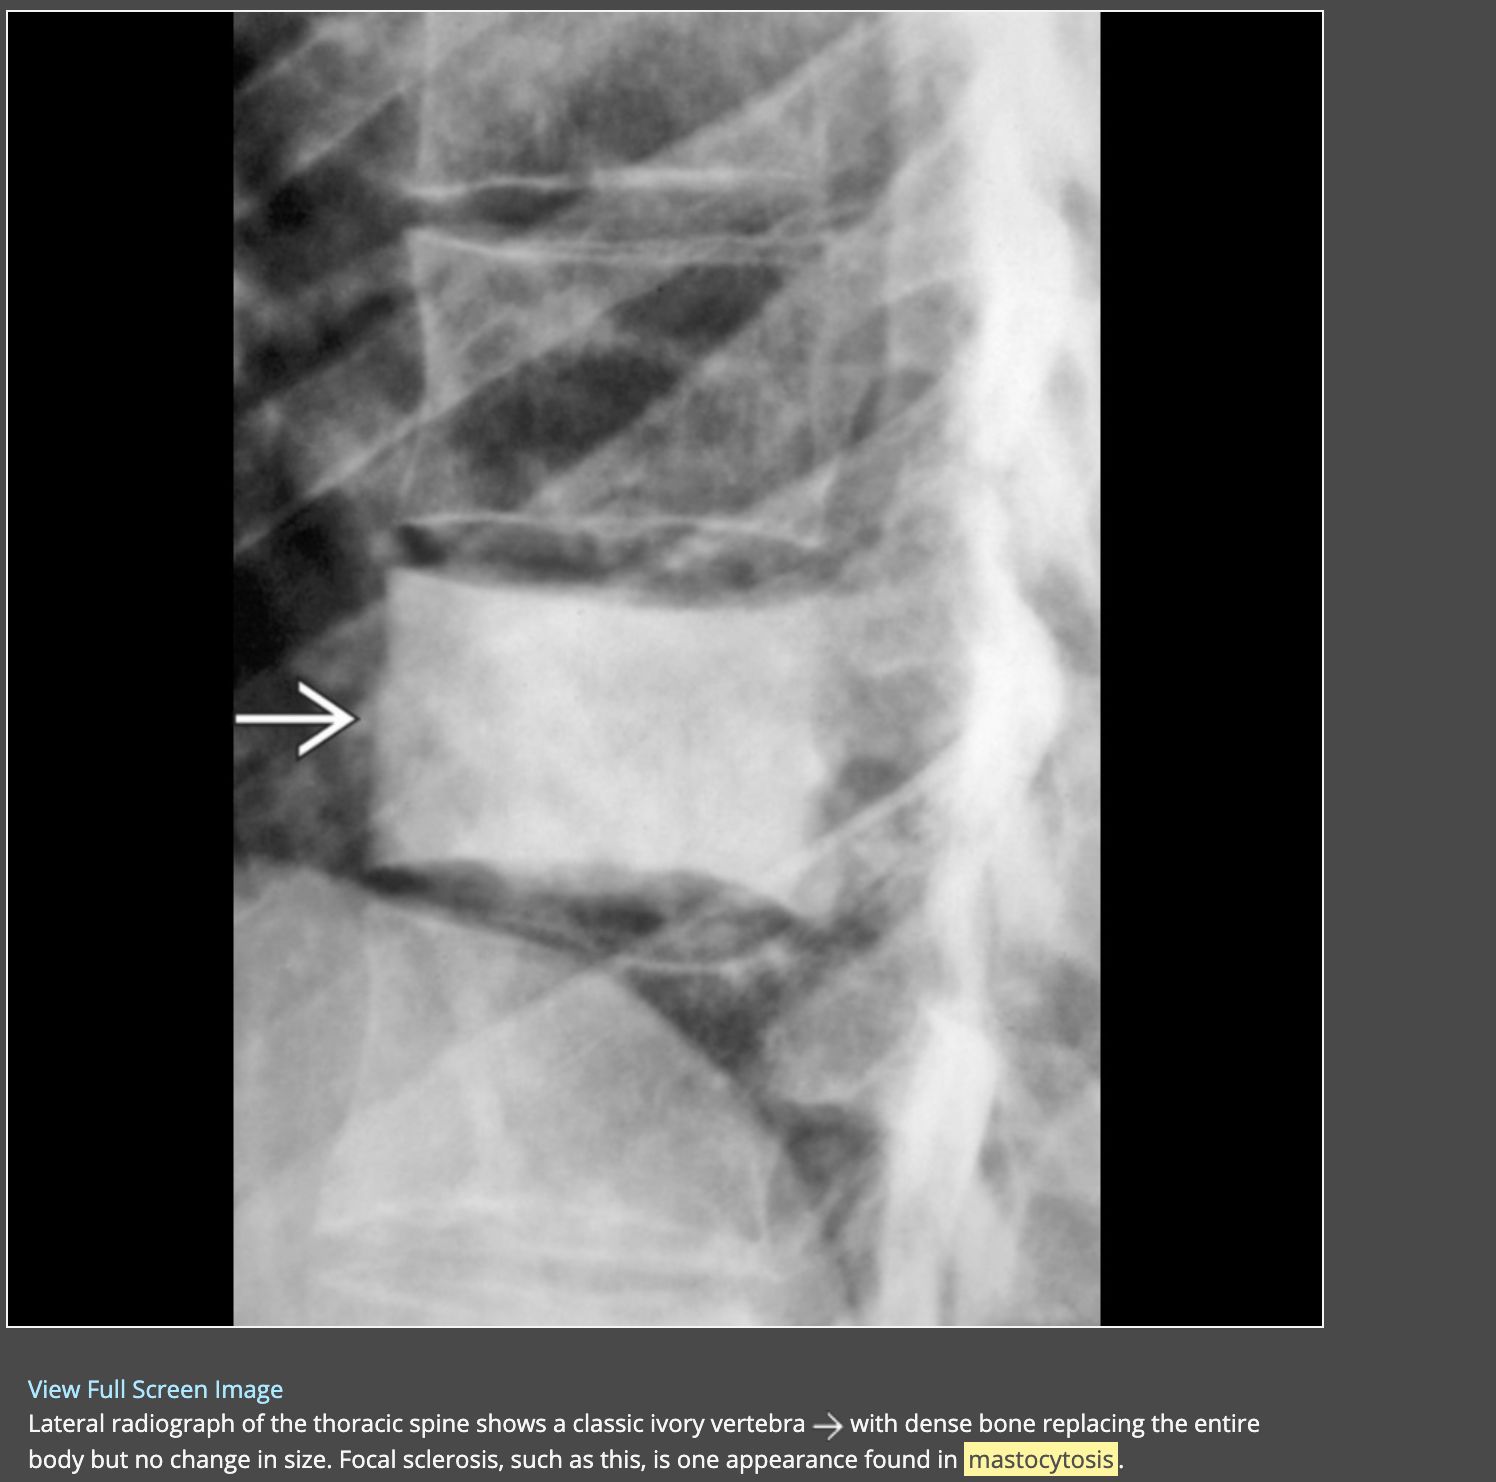 View Full Screen Image
Lateral radiograph of the thoracic spine shows a classic ivory vertebra → with dense bone replacing the entire
body but no change in size. Focal sclerosis, such as this, is one appearance found in mastocytosis.